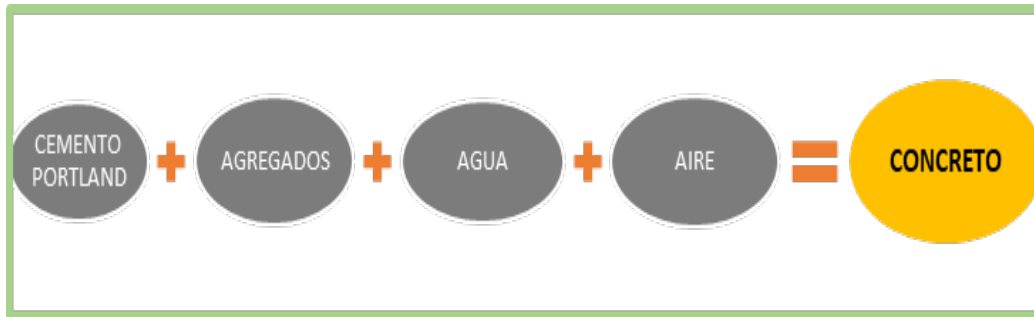 CEMENTO
PORTLAND
+
AGREGADOS
+
AGUA
+
AIRE
=
CONCRETO